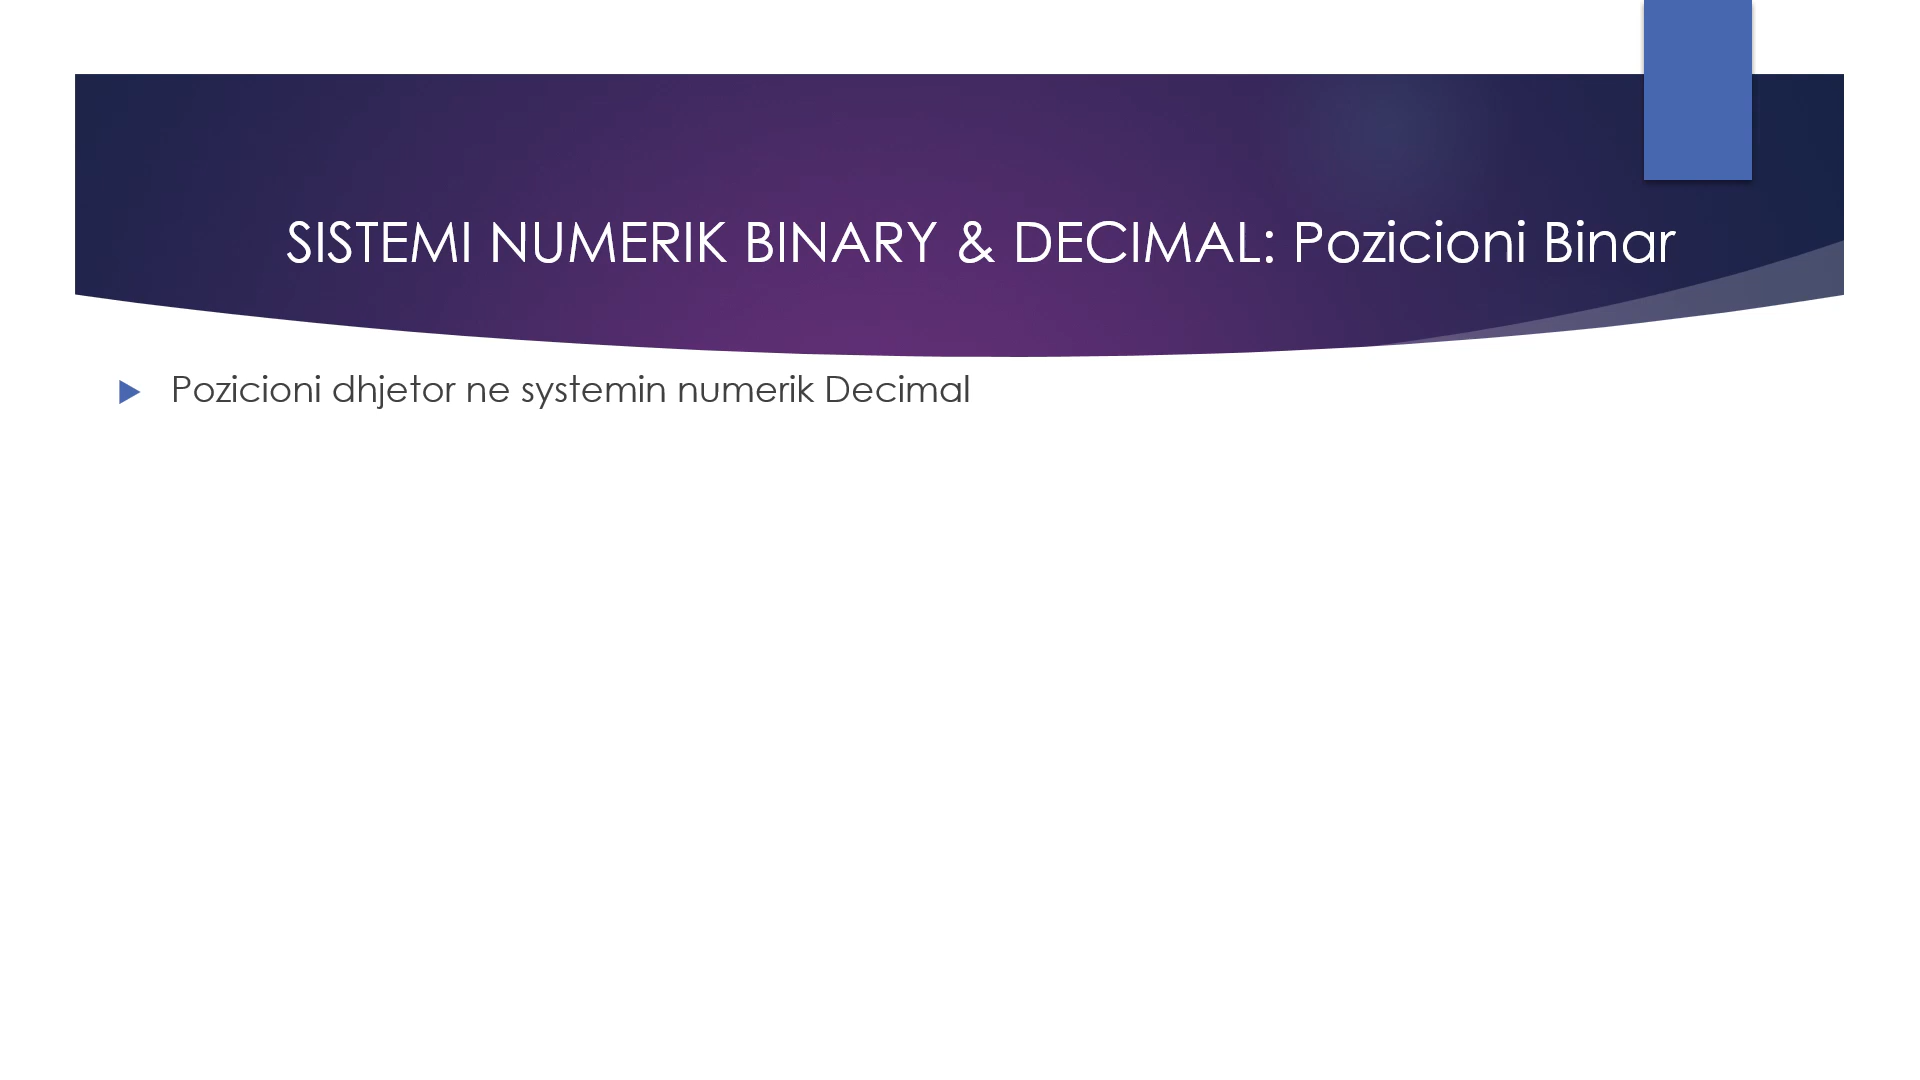 SISTEMI NUMERIK BINARY & DECIMAL: Pozicioni Binar
Pozicioni dhjetor ne systemin numerik Decimal